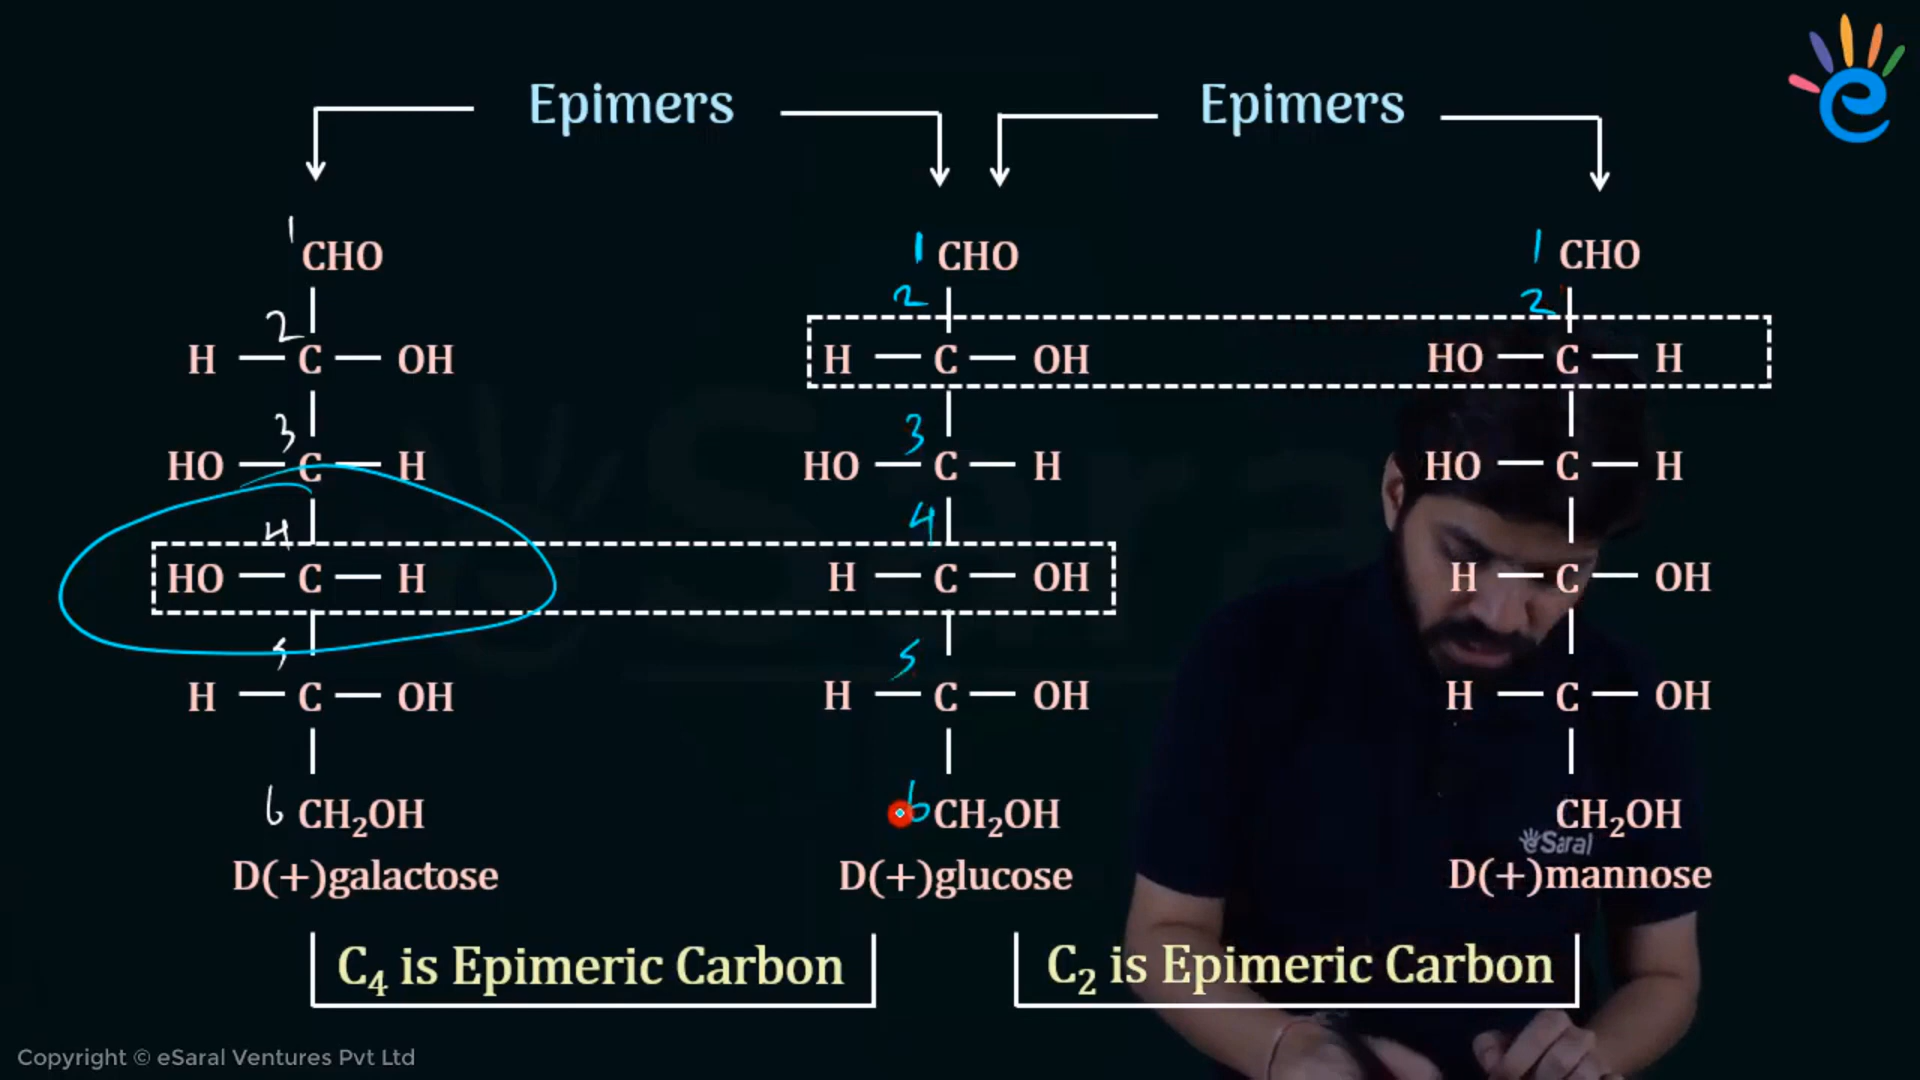 Epimers
Epimers
1 CHO
2
H — C — OH
3
HO — C — H
4
HO — C — H
5
H — C — OH
6 CH₂OH
D(+)galactose
1 CHO
2
H — C — OH
3
HO — C — H
4
H — C — OH
5
H — C — OH
6 CH₂OH
D(+)glucose
1 CHO
2
HO — C — H
HO — C — H
H — C — OH
H — C — OH
CH₂OH
eSaral
D(+)mannose
C₄ is Epimeric Carbon
C₂ is Epimeric Carbon
Copyright © eSaral Ventures Pvt Ltd